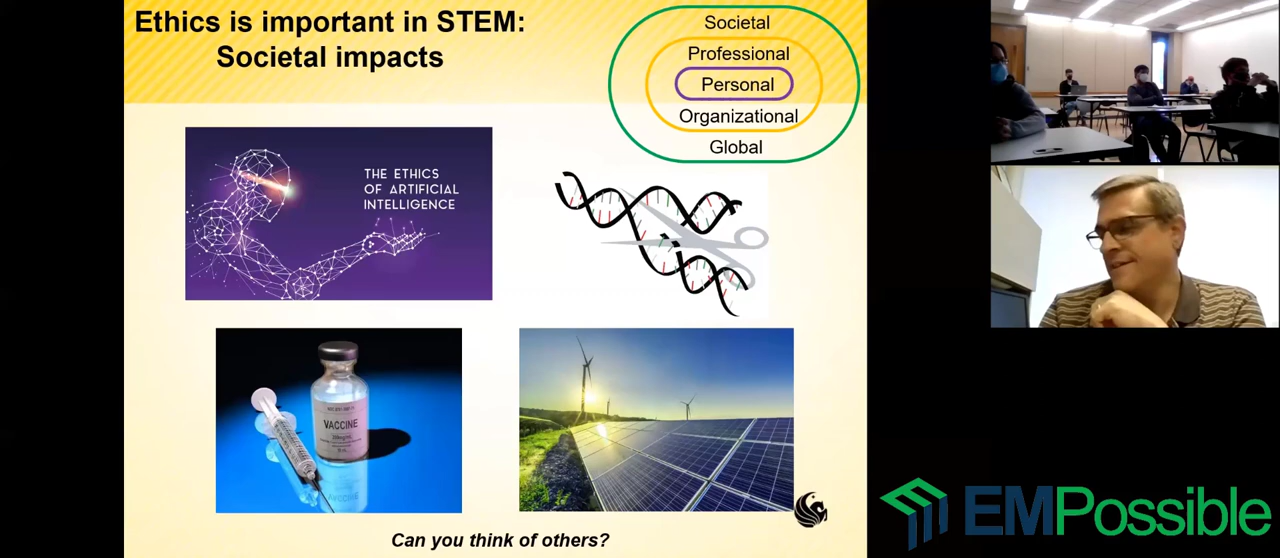 Ethics is important in STEM:
Societal impacts
Societal
Professional
Personal
Organizational
Global
THE ETHICS
OF ARTIFICIAL
INTELLIGENCE
VACCINE
Can you think of others?
EMPossible